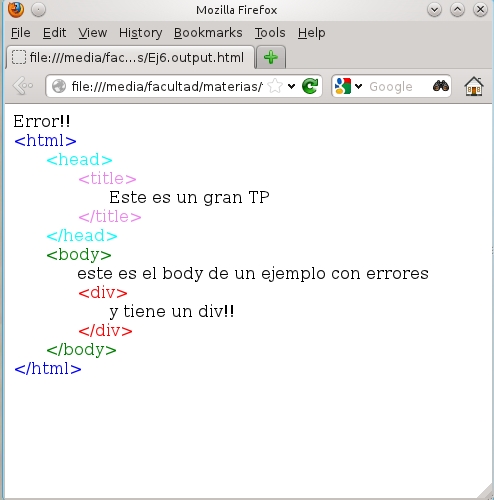 Mozilla Firefox
File Edit View History Bookmarks Tools Help
file:///media/fac...s/Ej6.output.html
file:///media/facultad/materias/ Google
Error!!
<html>
<head>
<title>
Este es un gran TP
</title>
</head>
<body>
este es el body de un ejemplo con errores
<div>
y tiene un div!!
</div>
</body>
</html>